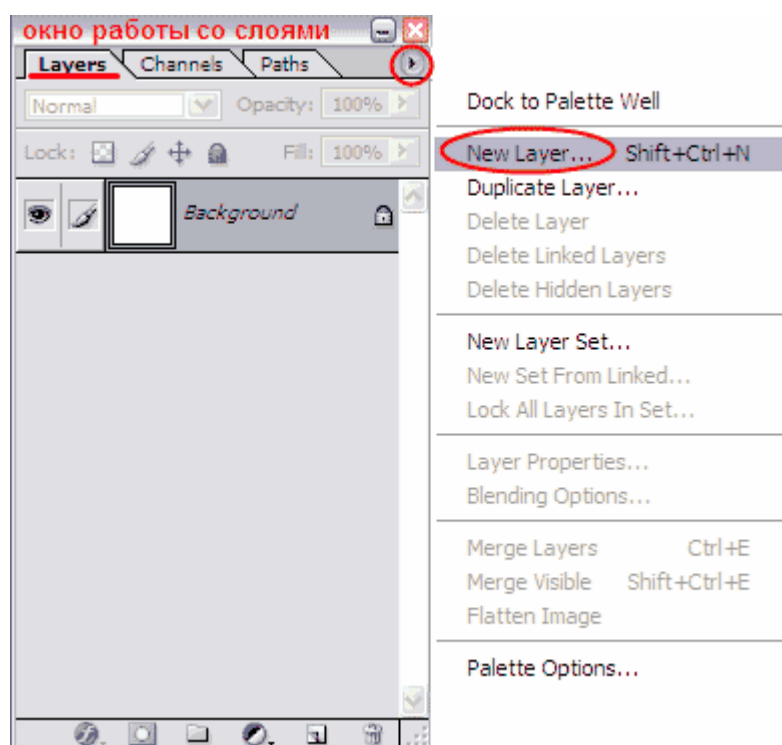 окно работы со слоями
Layers Channels Paths
Normal Opacity: 100%
Lock: Fill: 100%
Background
Dock to Palette Well
New Layer... Shift+Ctrl+N
Duplicate Layer...
Delete Layer
Delete Linked Layers
Delete Hidden Layers
New Layer Set...
New Set From Linked...
Lock All Layers In Set...
Layer Properties...
Blending Options...
Merge Layers Ctrl+E
Merge Visible Shift+Ctrl+E
Flatten Image
Palette Options...